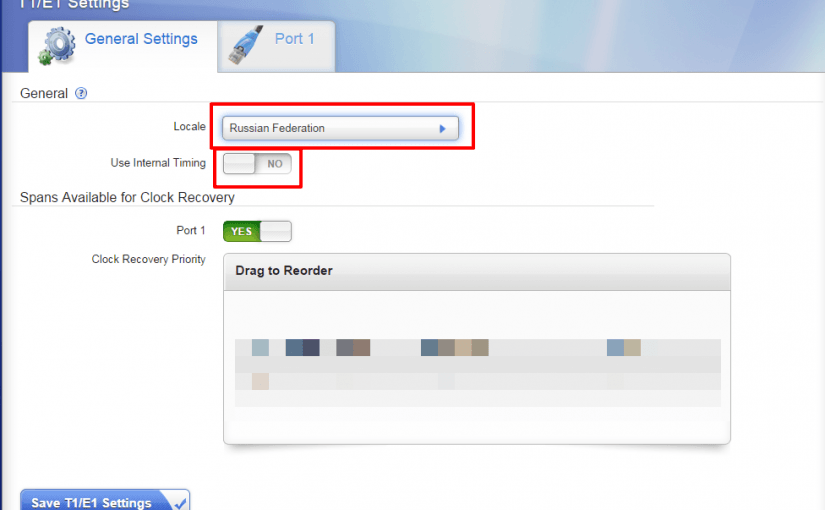 T1/E1 Settings
General Settings
Port 1
General ?
Locale
Russian Federation
Use Internal Timing
NO
Spans Available for Clock Recovery
Port 1
YES
Clock Recovery Priority
Drag to Reorder
Save T1/E1 Settings